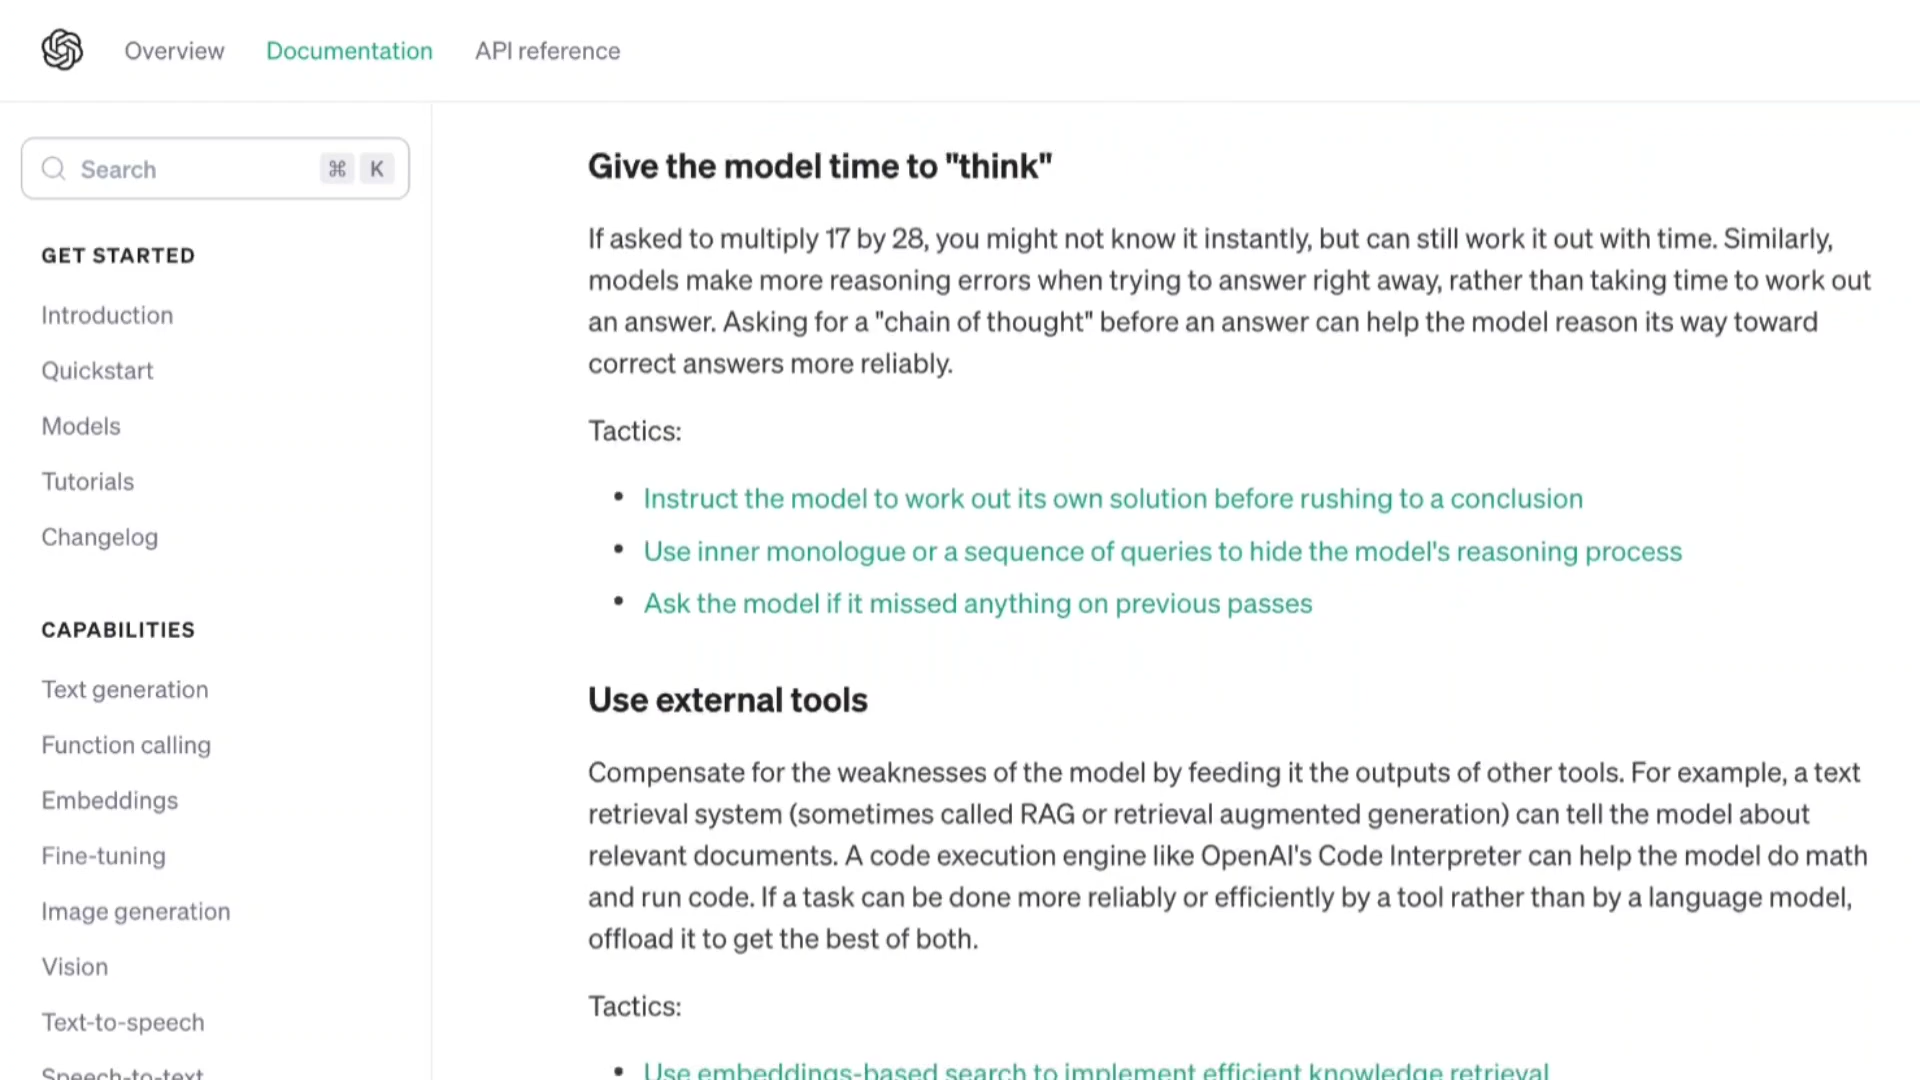 Overview Documentation API reference
Search ⌘ K
GET STARTED
Introduction
Quickstart
Models
Tutorials
Changelog
CAPABILITIES
Text generation
Function calling
Embeddings
Fine-tuning
Image generation
Vision
Text-to-speech
Speech-to-text
Give the model time to "think"
If asked to multiply 17 by 28, you might not know it instantly, but can still work it out with time. Similarly,
models make more reasoning errors when trying to answer right away, rather than taking time to work out
an answer. Asking for a "chain of thought" before an answer can help the model reason its way toward
correct answers more reliably.
Tactics:
• Instruct the model to work out its own solution before rushing to a conclusion
• Use inner monologue or a sequence of queries to hide the model's reasoning process
• Ask the model if it missed anything on previous passes
Use external tools
Compensate for the weaknesses of the model by feeding it the outputs of other tools. For example, a text
retrieval system (sometimes called RAG or retrieval augmented generation) can tell the model about
relevant documents. A code execution engine like OpenAI's Code Interpreter can help the model do math
and run code. If a task can be done more reliably or efficiently by a tool rather than by a language model,
offload it to get the best of both.
Tactics:
• Use embeddings-based search to implement efficient knowledge retrieval